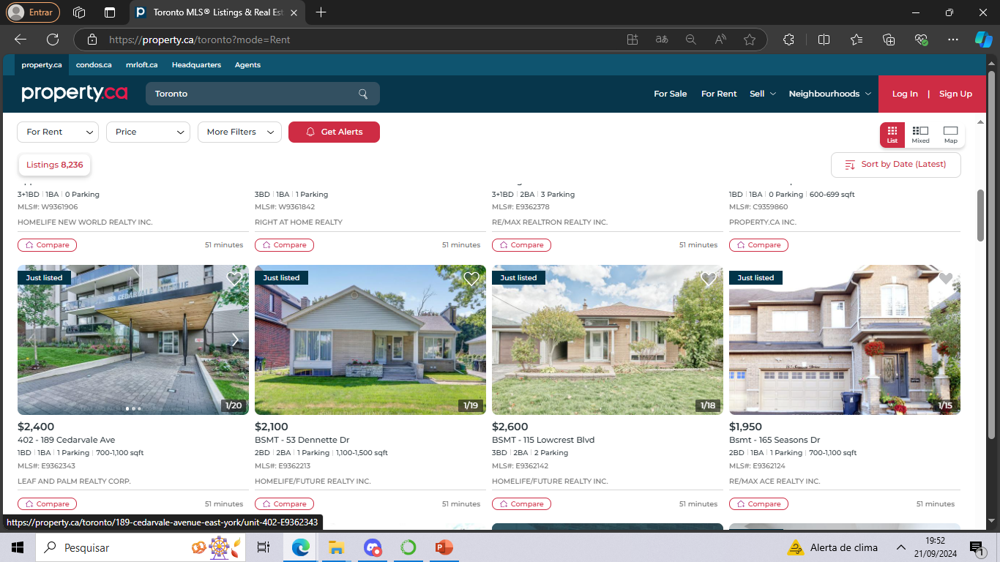 Entrar
Toronto MLS® Listings & Real Est
https://property.ca/toronto?mode=Rent
property.ca condos.ca mrloft.ca Headquarters Agents
property.ca Toronto For Sale For Rent Sell Neighbourhoods Log In | Sign Up
For Rent Price More Filters Get Alerts
List Mixed Map
Listings 8,236 Sort by Date (Latest)
3+1BD 1BA 0 Parking 3BD 1BA 1 Parking 3+1BD 2BA 3 Parking 1BD 1BA 0 Parking 600-699 sqft
MLS#: W9361906 MLS#: W9361842 MLS#: E9362378 MLS#: C9359860
HOMELIFE NEW WORLD REALTY INC. RIGHT AT HOME REALTY RE/MAX REALTRON REALTY INC. PROPERTY.CA INC.
Compare 51 minutes Compare 51 minutes Compare 51 minutes Compare
Just listed Just listed Just listed Just listed
CEDARVALE AVENUE
1/20 1/19 1/18 1/15
$2,400 $2,100 $2,600 $1,950
402 - 189 Cedarvale Ave BSMT - 53 Dennette Dr BSMT - 115 Lowcrest Blvd Bsmt - 165 Seasons Dr
1BD 1BA 1 Parking 700-1,100 sqft 2BD 2BA 1 Parking 1,100-1,500 sqft 3BD 2BA 2 Parking 2BD 1BA 1 Parking 700-1,100 sqft
MLS#: E9362343 MLS#: E9362213 MLS#: E9362142 MLS#: E9362124
LEAF AND PALM REALTY CORP. HOMELIFE/FUTURE REALTY INC. HOMELIFE/FUTURE REALTY INC. RE/MAX ACE REALTY INC.
Compare 51 minutes Compare 51 minutes Compare 51 minutes Compare 51 minutes
https://property.ca/toronto/189-cedarvale-avenue-east-york/unit-402-E9362343
Pesquisar Alerta de clima 19:52
21/09/2024 1